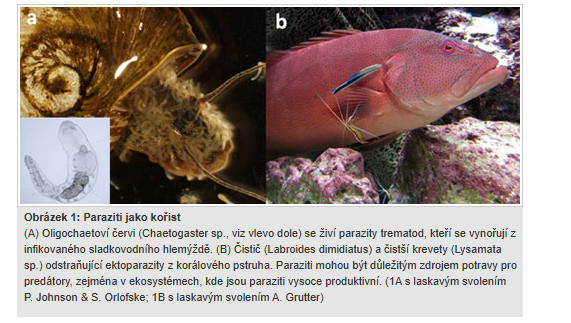 a
b
Obrázek 1: Paraziti jako kořist
(A) Oligochaetoví červi (Chaetogaster sp., viz vlevo dole) se živí parazity trematod, kteří se vynořují z
infikovaného sladkovodního hlemýždě. (B) Čistič (Labroides dimidiatus) a čistší krevety (Lysamata
sp.) odstraňující ektoparazity z korálového pstruha. Paraziti mohou být důležitým zdrojem potravy pro
predátory, zejména v ekosystémech, kde jsou paraziti vysoce produktivní. (1A s laskavým svolením
P. Johnson & S. Orlofske; 1B s laskavým svolením A. Grutter)